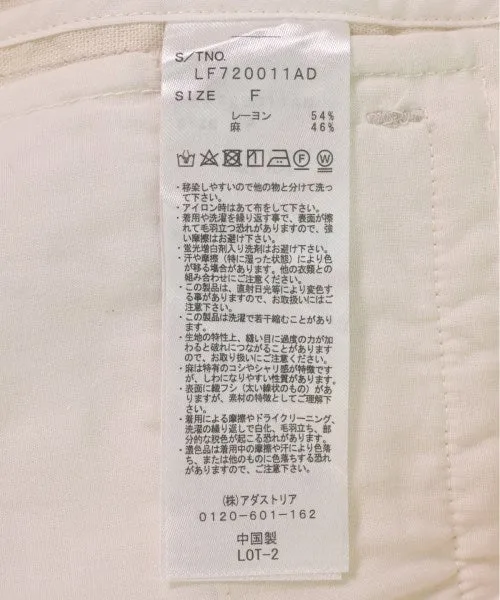 S/TNO.
LF720011AD
SIZE F
レーヨン 54%
麻 46%
・移染しやすいので他の物と分けて洗っ
て下さい。
・アイロン時はあて布をして下さい。
・着用や洗濯を繰り返す事で、表面が擦
れて毛羽立つ恐れがありますので、強
い摩擦はお避け下さい。
・蛍光増白剤入り洗剤はお避け下さい。
・汗や摩擦（特に湿った状態）により色
が移る場合があります。他の衣類との
組み合わせにご注意下さい。
・この製品は、直射日光等により変色す
る事がありますので、お取扱いにはご
注意下さい。
・この製品は洗濯で若干縮むことがあり
ます。
・生地の特性上、縫い目に過度の力が加
わると破れにつながることがあります
ので、お取り扱いにご注意下さい。
・麻は特有のコシやシャリ感が特徴です
が、しわになりやすい性質があります。
・表面に織フシ（太い線状のもの）があ
りますが、素材の特徴としてご理解下
さい。
・着用による摩擦やドライクリーニング、
洗濯の繰り返しで白化、毛羽立ち、部
分的な脱色が起こる恐れがあります。
・濃色品は着用中の摩擦や汗により色落
ち、または他のものに色落ちする恐れ
がありますので、ご注意下さい。
(株)アダストリア
0120-601-162
中国製
LOT-2